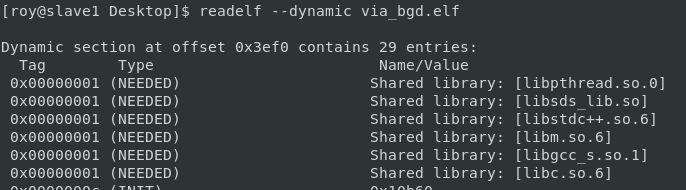 [roy@slave1 Desktop]$ readelf --dynamic via_bgd.elf
Dynamic section at offset 0x3ef0 contains 29 entries:
Tag Type Name/Value
0x00000001 (NEEDED) Shared library: [libpthread.so.0]
0x00000001 (NEEDED) Shared library: [libsds_lib.so]
0x00000001 (NEEDED) Shared library: [libstdc++.so.6]
0x00000001 (NEEDED) Shared library: [libm.so.6]
0x00000001 (NEEDED) Shared library: [libgcc_s.so.1]
0x00000001 (NEEDED) Shared library: [libc.so.6]
0x0000000c (INIT) 0x10b60